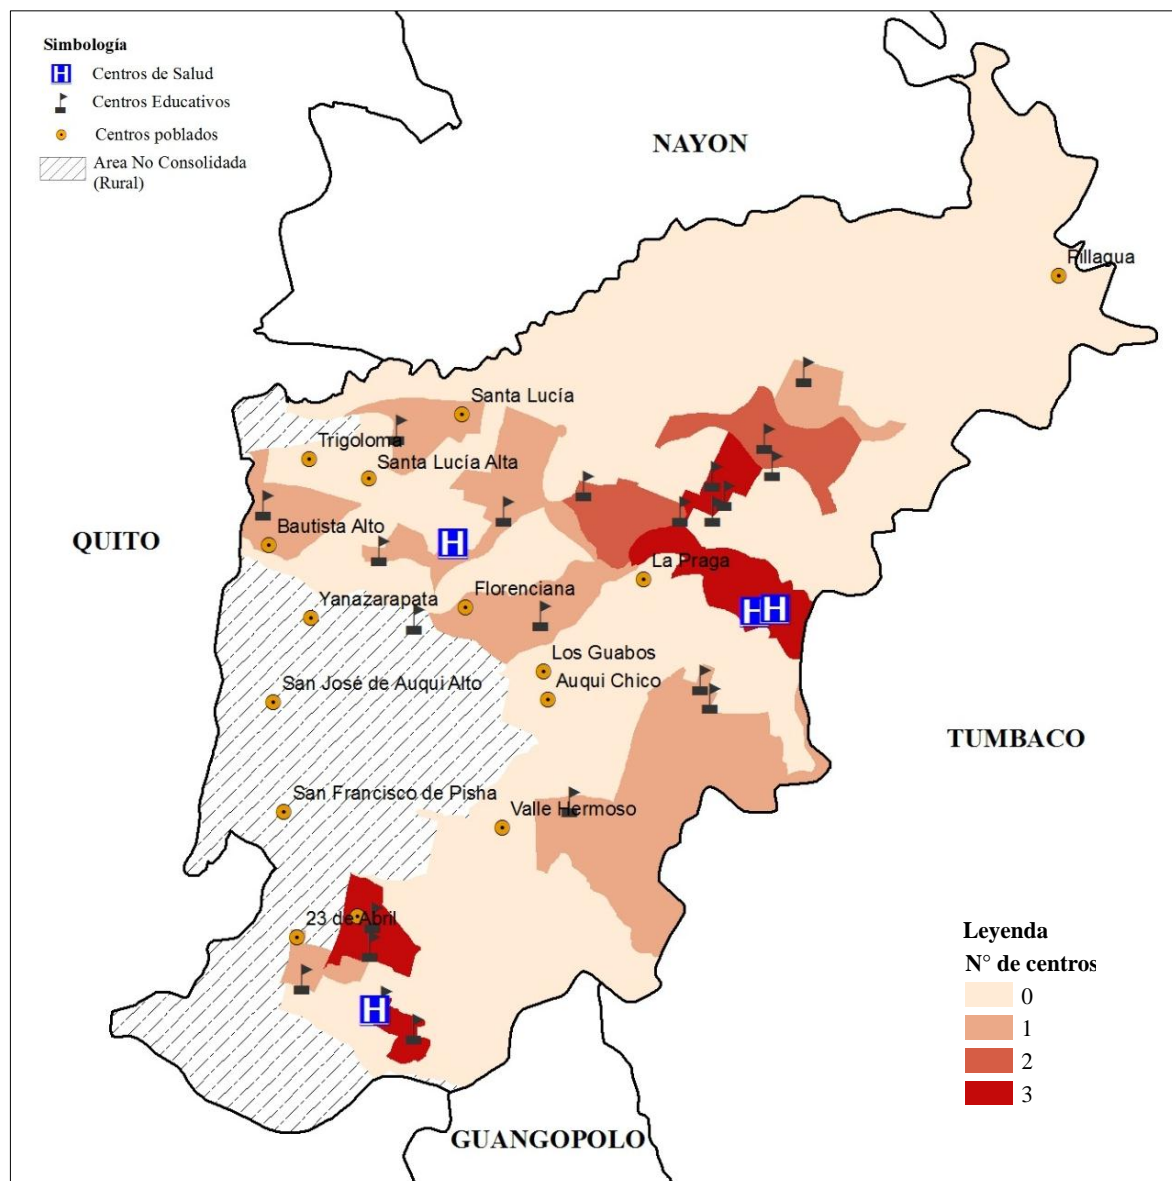 Simbología
H Centros de Salud
Centros Educativos
Centros poblados
Area No Consolidada
(Rural)
NAYON
Pillagua
Santa Lucía
Trigoloma
Santa Lucía Alta
QUITO
Bautista Alto
H
La Praga
Yanazarapata
Florenciana
H H
Los Guabos
San José de Auqui Alto
Auqui Chico
TUMBACO
San Francisco de Pisha
Valle Hermoso
23 de Abril
H
Leyenda
N° de centros
0
1
2
3
GUANGOPOLO